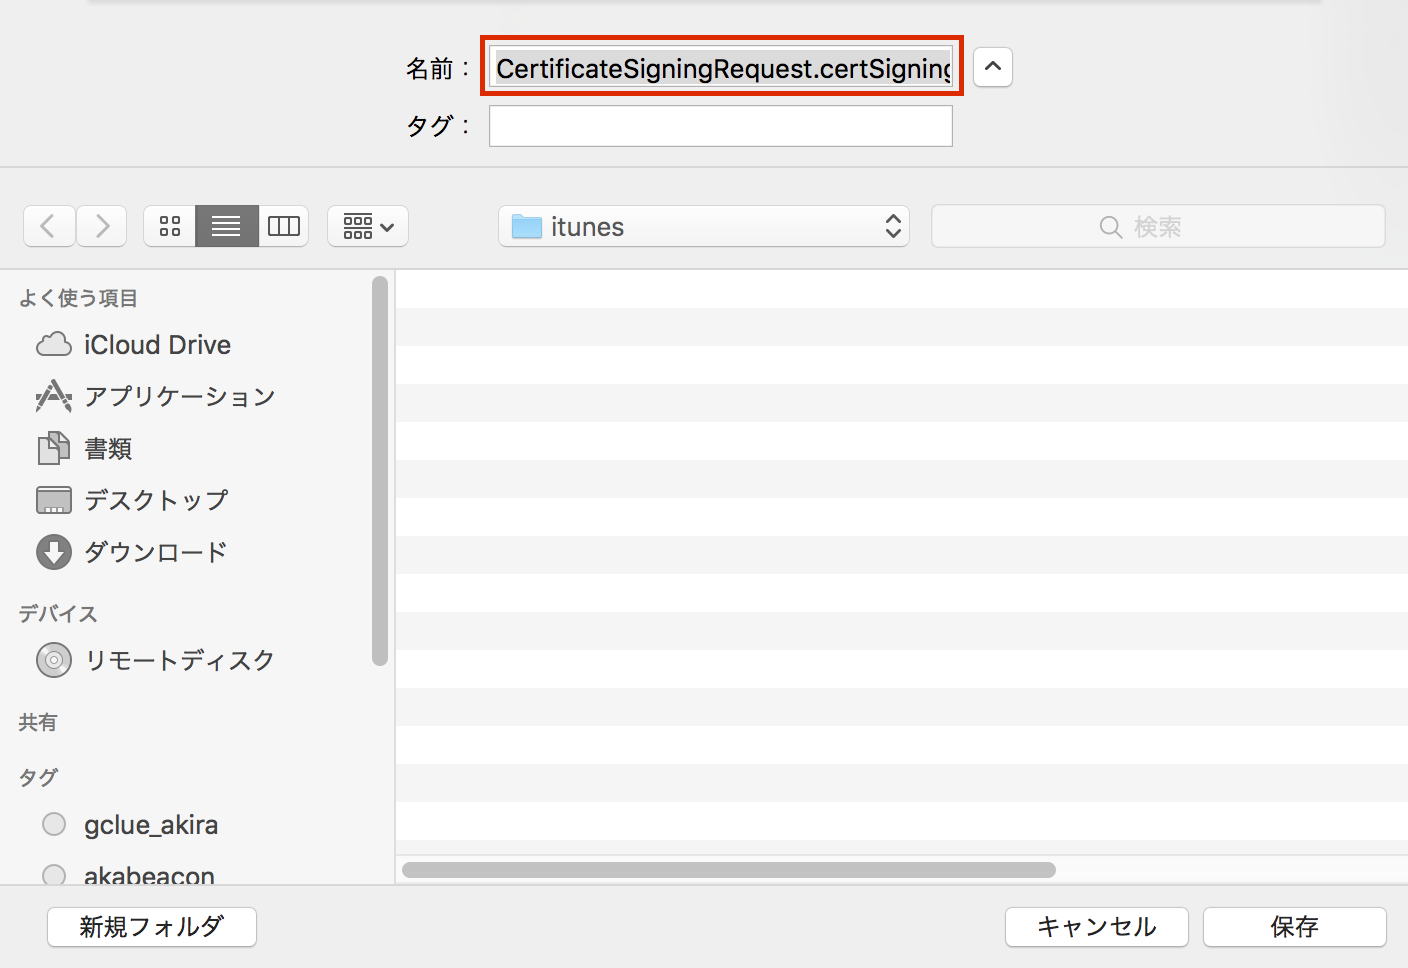 名前：
CertificateSigningRequest.certSigning
タグ：
itunes
検索
よく使う項目
iCloud Drive
アプリケーション
書類
デスクトップ
ダウンロード
デバイス
リモートディスク
共有
タグ
gclue_akira
akabeacon
新規フォルダ
キャンセル
保存